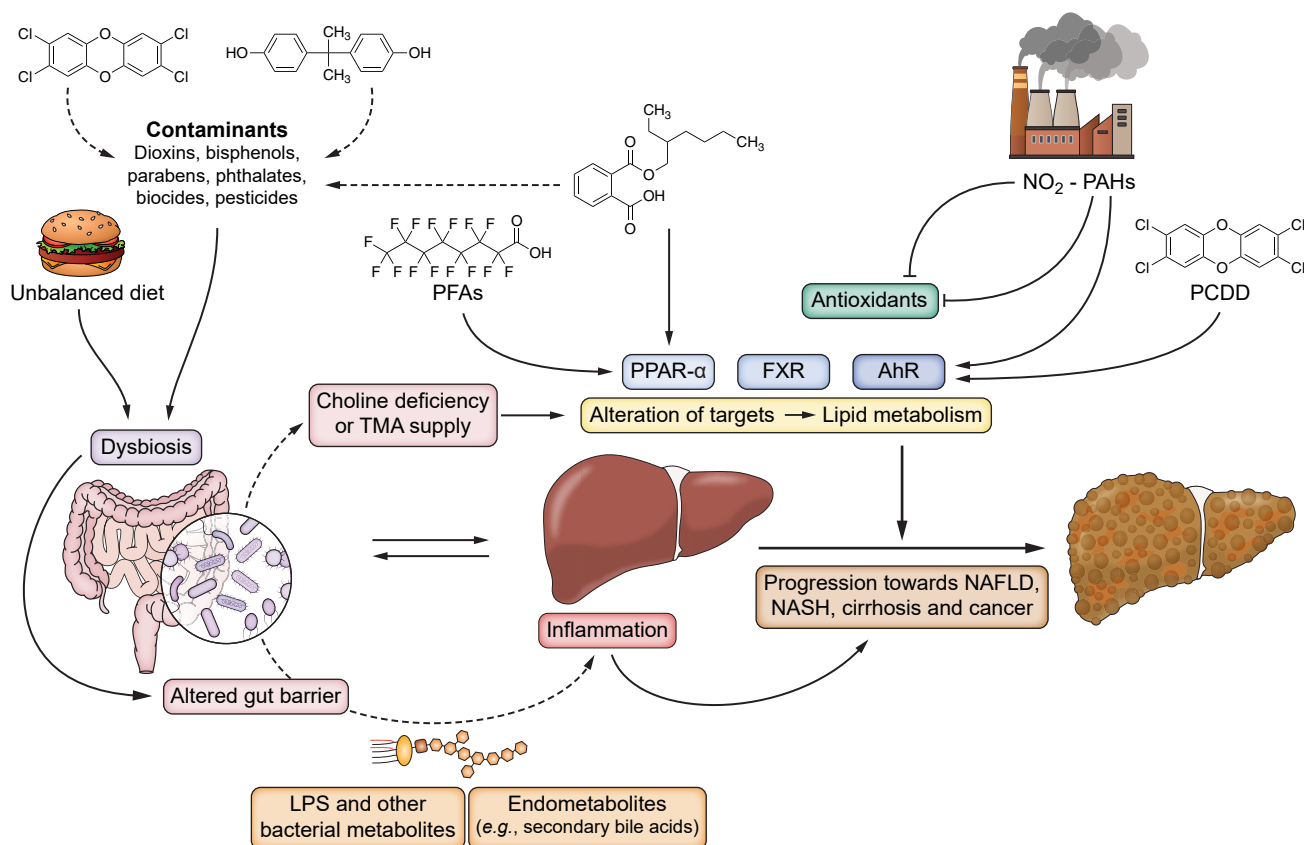 Cl
Cl
Cl
Cl
O
O
HO
CH3
CH3
OH
Contaminants
Dioxins, bisphenols,
parabens, phthalates,
biocides, pesticides
CH3
CH3
O
O
O
OH
NO2 - PAHs
Unbalanced diet
F F F F F F F
F
F F F F F F F
O
OH
PFAs
Antioxidants
Cl
Cl
Cl
Cl
O
O
PCDD
PPAR-α
FXR
AhR
Choline deficiency
or TMA supply
Alteration of targets → Lipid metabolism
Dysbiosis
Inflammation
Progression towards NAFLD,
NASH, cirrhosis and cancer
Altered gut barrier
LPS and other
bacterial metabolites
Endometabolites
(e.g., secondary bile acids)